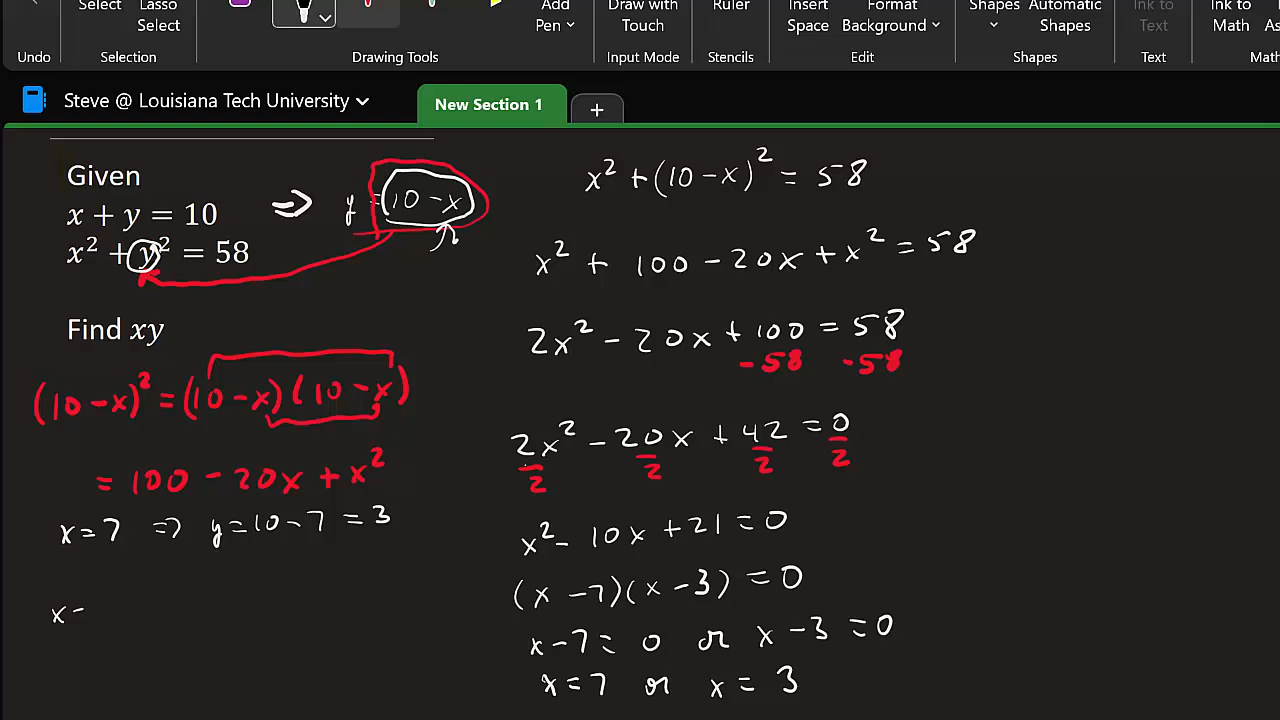 Select
Lasso Select
Add Pen
Draw with Touch
Ruler
Insert Space
Format Background
Shapes
Automatic Shapes
Ink to Text
Ink to Math
Undo
Selection
Drawing Tools
Input Mode
Stencils
Edit
Shapes
Text
Math
Steve @ Louisiana Tech University
New Section 1
+
Given
x + y = 10 ⇒ y = 10 - x
x² + y² = 58
Find xy
(10 - x)² = (10 - x)(10 - x)
= 100 - 20x + x²
x = 7 ⇒ y = 10 - 7 = 3
x -
x² + (10 - x)² = 58
x² + 100 - 20x + x² = 58
2x² - 20x + 100 = 58
- 58 - 58
2x² - 20x + 42 = 0
2 2 2 2
x² - 10x + 21 = 0
(x - 7)(x - 3) = 0
x - 7 = 0 or x - 3 = 0
x = 7 or x = 3